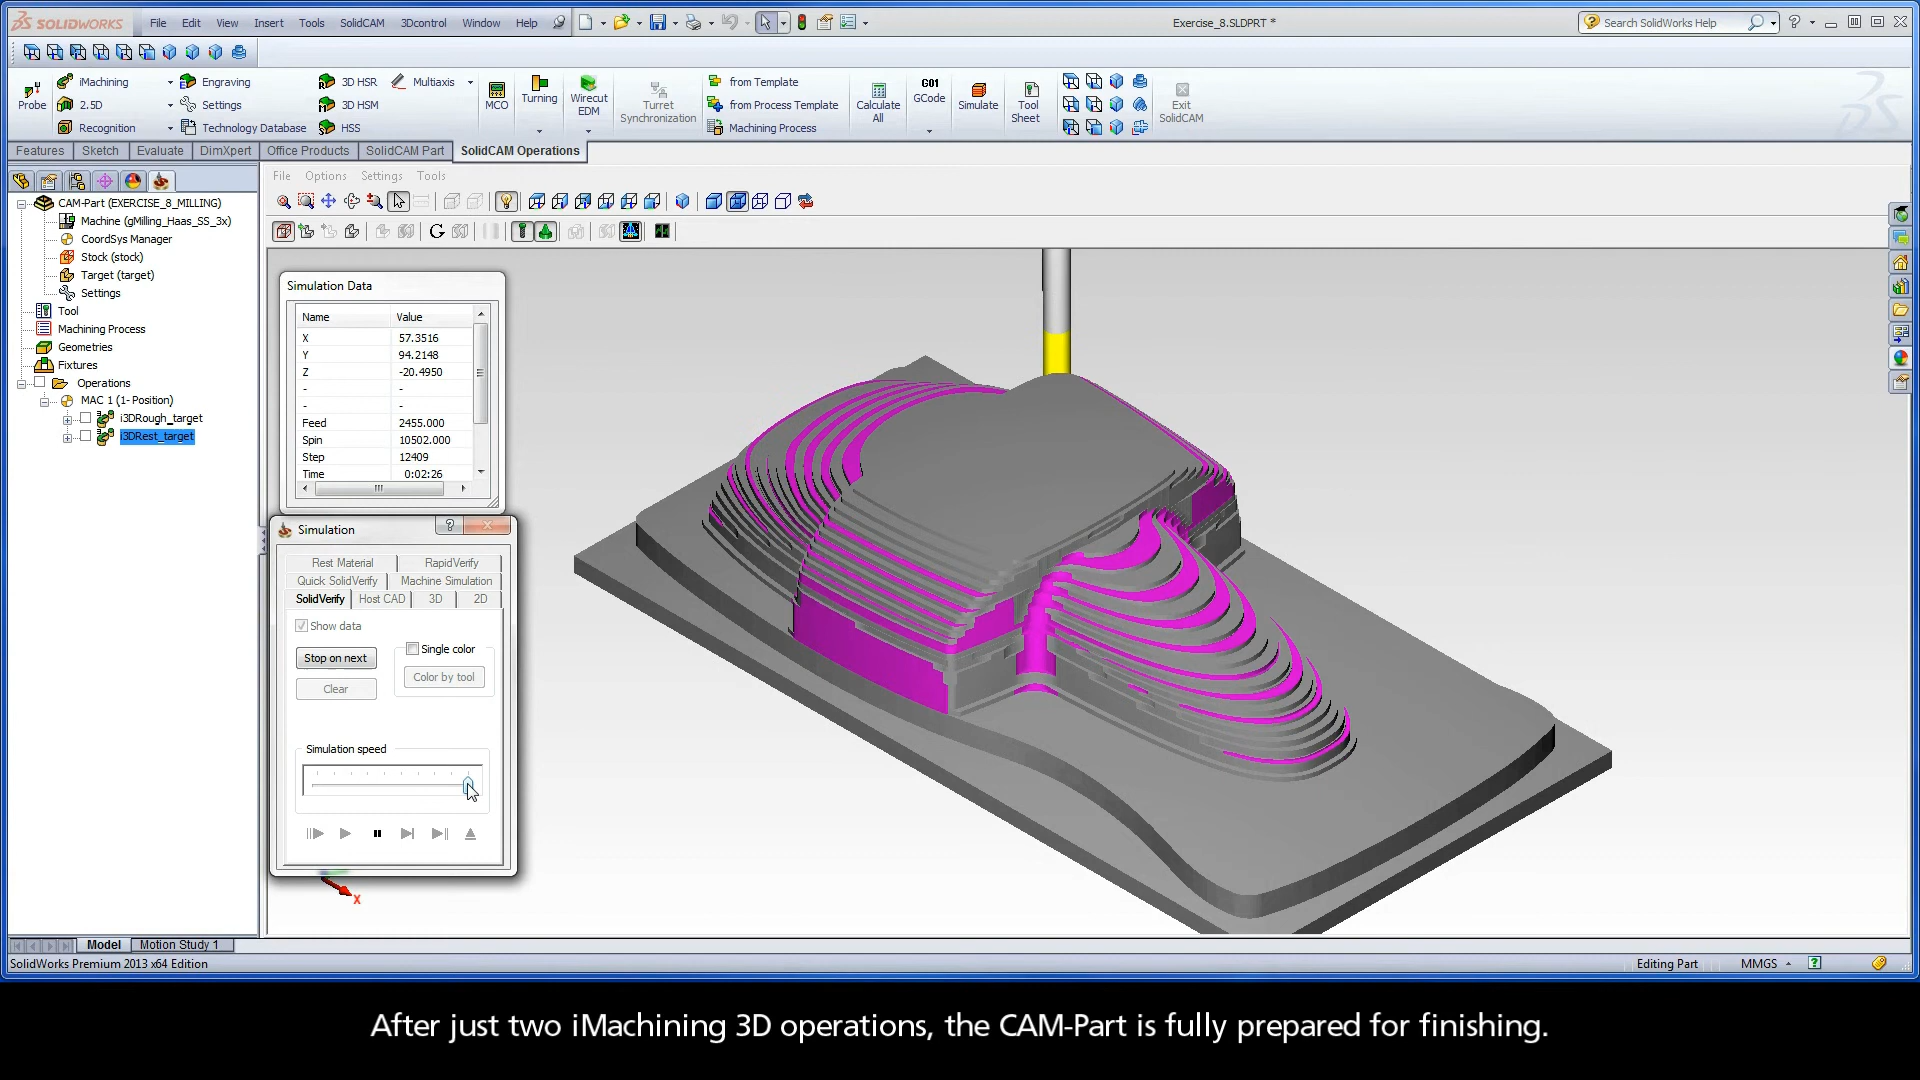 SOLIDWORKS File Edit View Insert Tools SolidCAM 3Dcontrol Window Help Exercise_8.SLDPRT * Search SolidWorks Help
Probe iMachining Engraving 3D HSR Multiaxis MCO Turning Wirecut EDM Turret Synchronization from Template Calculate All G01 GCode Simulate Tool Sheet Exit SolidCAM
2.5D Settings 3D HSM from Process Template
Recognition Technology Database HSS Machining Process
Features Sketch Evaluate DimXpert Office Products SolidCAM Part SolidCAM Operations
File Options Settings Tools
CAM-Part (EXERCISE_8_MILLING)
Machine (gMilling_Haas_SS_3x)
CoordSys Manager
Stock (stock)
Target (target)
Settings
Tool
Machining Process
Geometries
Fixtures
Operations
MAC 1 (1- Position)
i3DRough_target
i3DRest_target
Simulation Data
Name Value
X 57.3516
Y 94.2148
Z -20.4950
- -
- -
Feed 2455.000
Spin 10502.000
Step 12409
Time 0:02:26
Simulation
Rest Material RapidVerify
Quick SolidVerify Machine Simulation
SolidVerify Host CAD 3D 2D
Show data
Stop on next Single color
Clear Color by tool
Simulation speed
X
Model Motion Study 1
SolidWorks Premium 2013 x64 Edition Editing Part MMGS
After just two iMachining 3D operations, the CAM-Part is fully prepared for finishing.